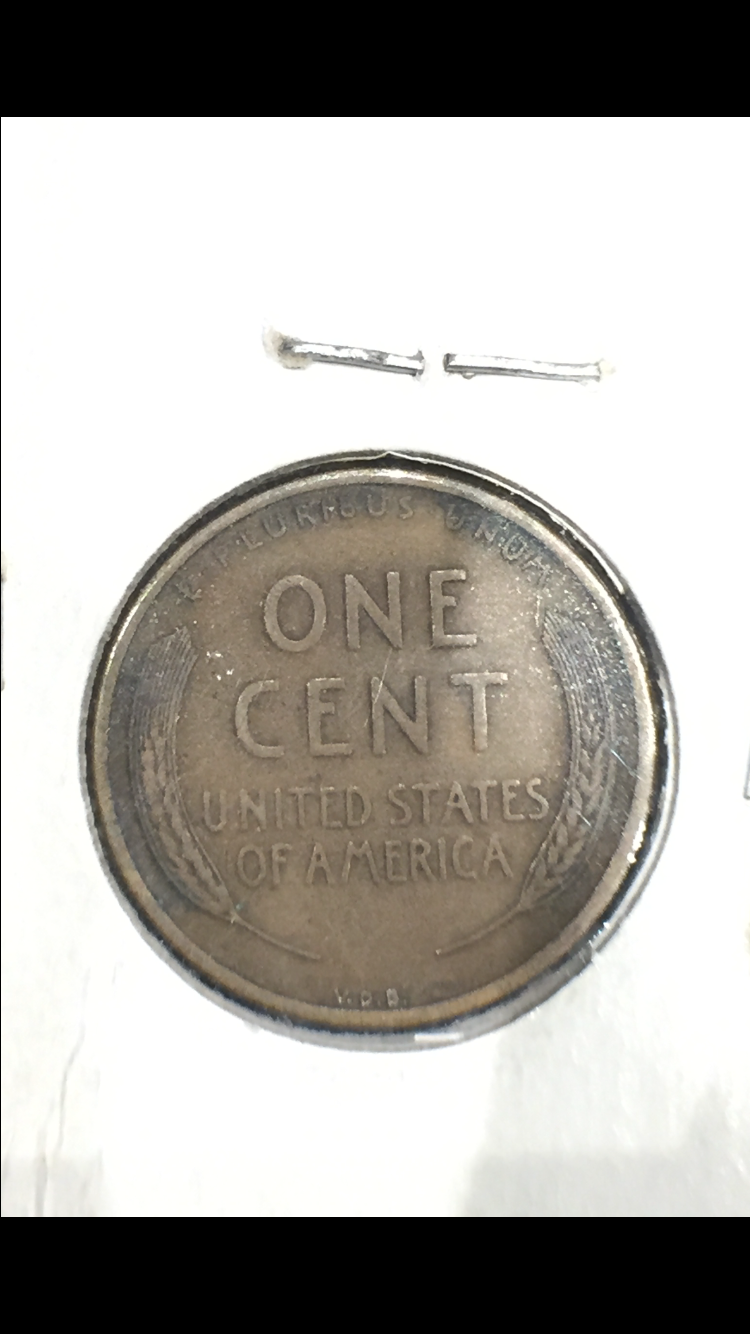 E PLURIBUS UNUM
ONE
CENT
UNITED STATES
OF AMERICA
V.D.B.